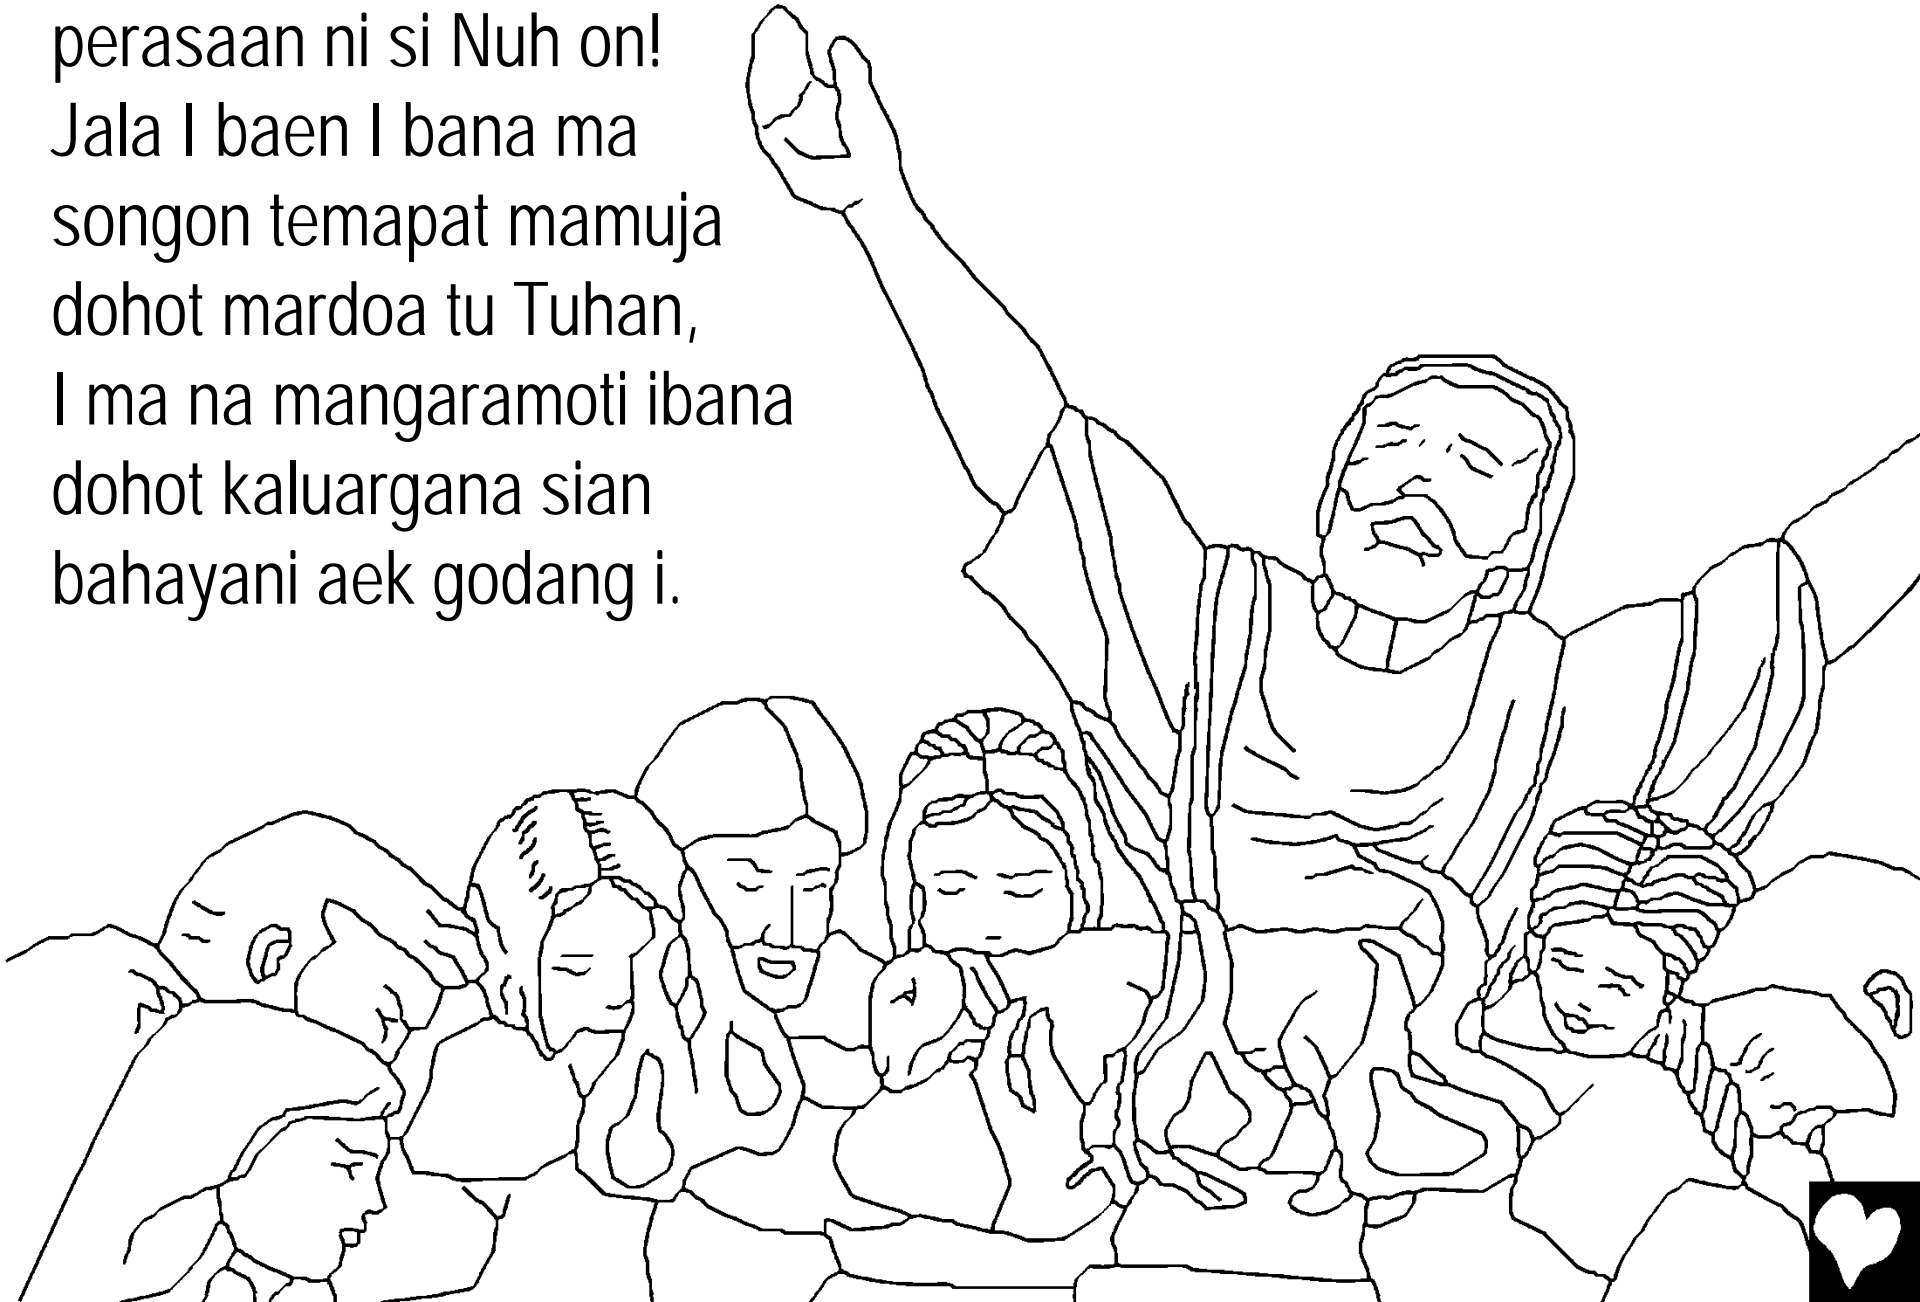 perasaan ni si Nuh on!
Jala I baen I bana ma
songon temapat mamuja
dohot mardoa tu Tuhan,
I ma na mangaramoti ibana
dohot kaluargana sian
bahayani aek godang i.